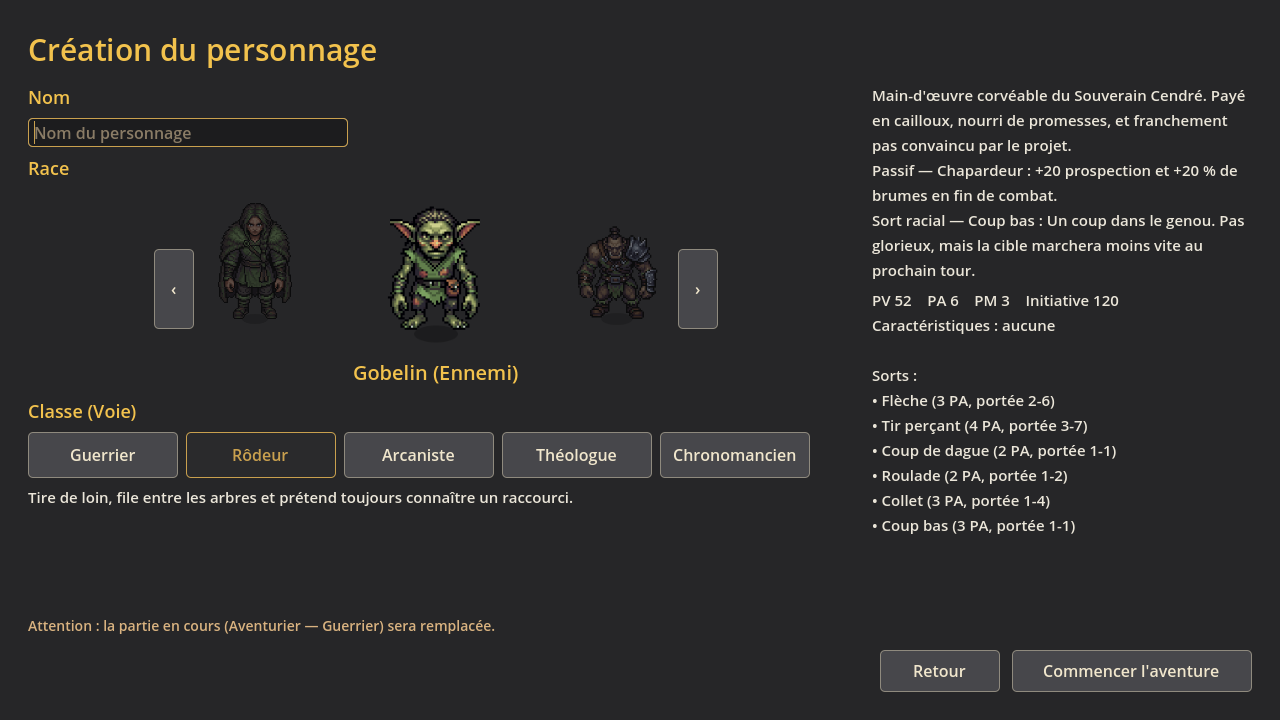 Création du personnage
Nom
Nom du personnage
Race
‹
›
Gobelin (Ennemi)
Classe (Voie)
Guerrier
Rôdeur
Arcaniste
Théologue
Chronomancien
Tire de loin, file entre les arbres et prétend toujours connaître un raccourci.
Attention : la partie en cours (Aventurier — Guerrier) sera remplacée.
Main-d'œuvre corvéable du Souverain Cendré. Payé
en cailloux, nourri de promesses, et franchement
pas convaincu par le projet.
Passif — Chapardeur : +20 prospection et +20 % de
brumes en fin de combat.
Sort racial — Coup bas : Un coup dans le genou. Pas
glorieux, mais la cible marchera moins vite au
prochain tour.
PV 52 PA 6 PM 3 Initiative 120
Caractéristiques : aucune
Sorts :
• Flèche (3 PA, portée 2-6)
• Tir perçant (4 PA, portée 3-7)
• Coup de dague (2 PA, portée 1-1)
• Roulade (2 PA, portée 1-2)
• Collet (3 PA, portée 1-4)
• Coup bas (3 PA, portée 1-1)
Retour
Commencer l'aventure